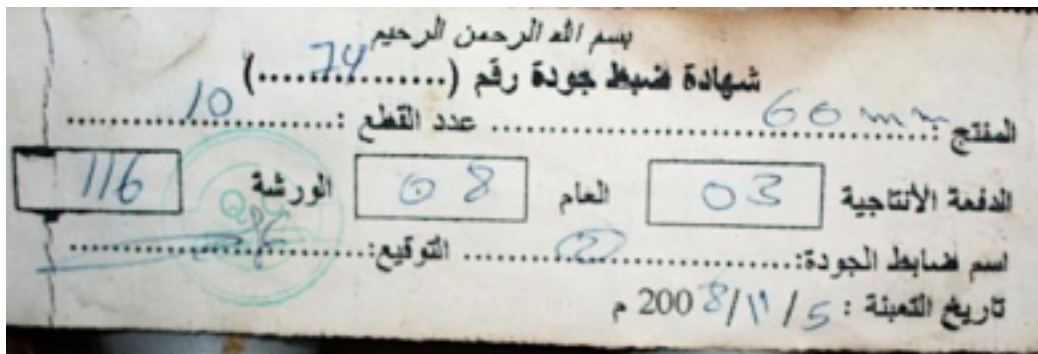 بسم الله الرحمن الرحيم
شهادة ضبط جودة رقم (....74....)
المنتج : 60 mm عدد القطع : 10
الدفعة الأنتاجية 03 العام 08 الورشة 116
اسم ضابط الجودة: 2 التوقيع:
تاريخ التعبئة : 5/11/2008 م